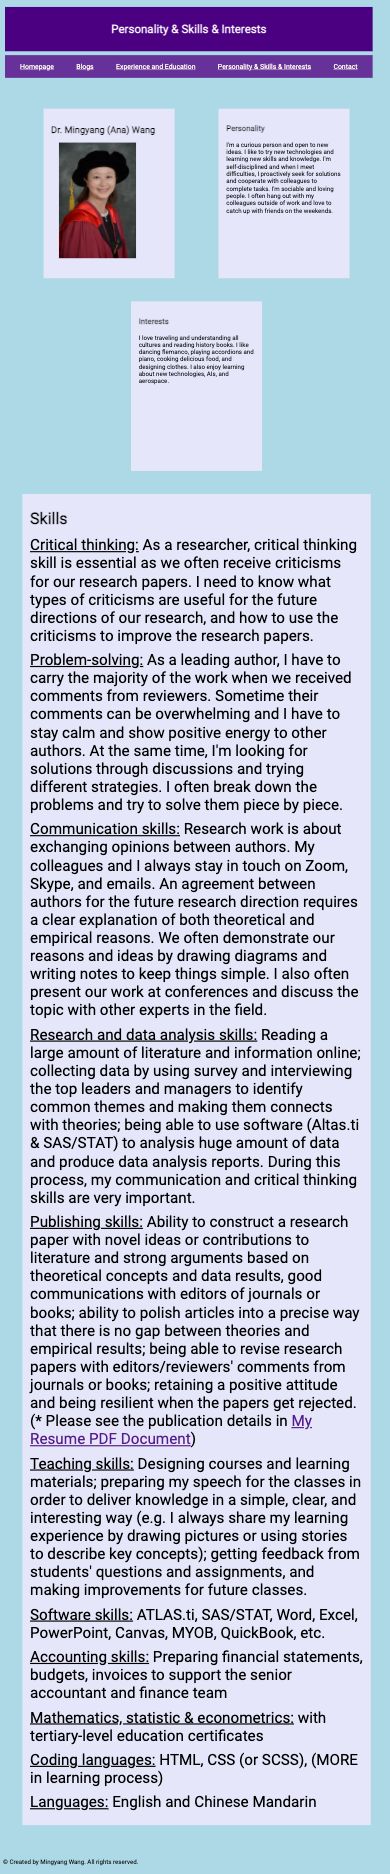 Personality & Skills & Interests
Homepage Blogs Experience and Education Personality & Skills & Interests Contact
Dr. Mingyang (Ana) Wang
Personality
I'm a curious person and open to new
ideas. I like to try new technologies and
learning new skills and knowledge. I'm
self-disciplined and when I meet
difficulties, I proactively seek for solutions
and cooperate with colleagues to
complete tasks. I'm sociable and loving
people. I often hang out with my
colleagues outside of work and love to
catch up with friends on the weekends.
Interests
I love traveling and understanding all
cultures and reading history books. I like
dancing flemanco, playing accordions and
piano, cooking delicious food, and
designing clothes. I also enjoy learning
about new technologies, AIs, and
aerospace.
Skills
Critical thinking: As a researcher, critical thinking
skill is essential as we often receive criticisms
for our research papers. I need to know what
types of criticisms are useful for the future
directions of our research, and how to use the
criticisms to improve the research papers.
Problem-solving: As a leading author, I have to
carry the majority of the work when we received
comments from reviewers. Sometime their
comments can be overwhelming and I have to
stay calm and show positive energy to other
authors. At the same time, I'm looking for
solutions through discussions and trying
different strategies. I often break down the
problems and try to solve them piece by piece.
Communication skills: Research work is about
exchanging opinions between authors. My
colleagues and I always stay in touch on Zoom,
Skype, and emails. An agreement between
authors for the future research direction requires
a clear explanation of both theoretical and
empirical reasons. We often demonstrate our
reasons and ideas by drawing diagrams and
writing notes to keep things simple. I also often
present our work at conferences and discuss the
topic with other experts in the field.
Research and data analysis skills: Reading a
large amount of literature and information online;
collecting data by using survey and interviewing
the top leaders and managers to identify
common themes and making them connects
with theories; being able to use software (Altas.ti
& SAS/STAT) to analysis huge amount of data
and produce data analysis reports. During this
process, my communication and critical thinking
skills are very important.
Publishing skills: Ability to construct a research
paper with novel ideas or contributions to
literature and strong arguments based on
theoretical concepts and data results, good
communications with editors of journals or
books; ability to polish articles into a precise way
that there is no gap between theories and
empirical results; being able to revise research
papers with editors/reviewers' comments from
journals or books; retaining a positive attitude
and being resilient when the papers get rejected.
(* Please see the publication details in My
Resume PDF Document)
Teaching skills: Designing courses and learning
materials; preparing my speech for the classes in
order to deliver knowledge in a simple, clear, and
interesting way (e.g. I always share my learning
experience by drawing pictures or using stories
to describe key concepts); getting feedback from
students' questions and assignments, and
making improvements for future classes.
Software skills: ATLAS.ti, SAS/STAT, Word, Excel,
PowerPoint, Canvas, MYOB, QuickBook, etc.
Accounting skills: Preparing financial statements,
budgets, invoices to support the senior
accountant and finance team
Mathematics, statistic & econometrics: with
tertiary-level education certificates
Coding languages: HTML, CSS (or SCSS), (MORE
in learning process)
Languages: English and Chinese Mandarin
© Created by Mingyang Wang. All rights reserved.